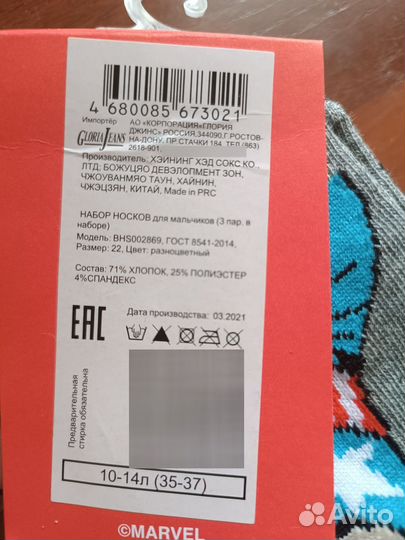 4 680085 673021
Импортёр
GLORIA JEANS
АО «КОРПОРАЦИЯ«ГЛОРИЯ
ДЖИНС» РОССИЯ,344090,Г. РОСТОВ-
НА-ДОНУ, ПР.СТАЧКИ 184, ТЕЛ.(863)
2618-901.
Производитель: ХЭЙНИНГ ХЭД СОКС КО.,
ЛТД, БОЖУЦЯО ДЕВЭЛОПМЕНТ ЗОН,
ЧЖОУВАНМЯО ТАУН, ХАЙНИН,
ЧЖЭЦЗЯН, КИТАЙ, Made in PRC
НАБОР НОСКОВ для мальчиков (3 пар. в
наборе)
Модель: BHS002869, ГОСТ 8541-2014,
Размер: 22, Цвет: разноцветный
Состав: 71% ХЛОПОК, 25% ПОЛИЭСТЕР
4%СПАНДЕКС
EAC
Дата производства: 03.2021
Предварительная
стирка обязательна
10-14л (35-37)
©MARVEL
Avito